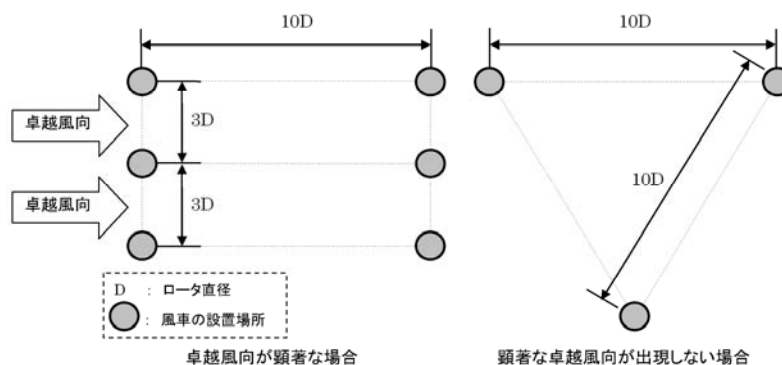 10D
10D
卓越風向
3D
卓越風向
3D
10D
D : ロータ直径
: 風車の設置場所
卓越風向が顕著な場合
顕著な卓越風向が出現しない場合